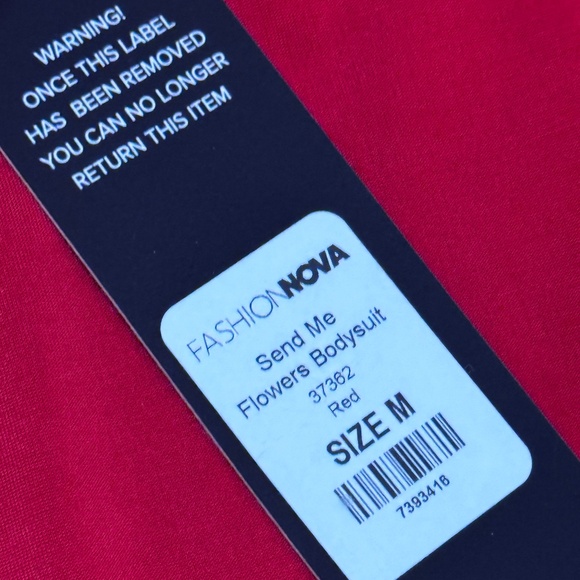 WARNING!
ONCE THIS LABEL
HAS BEEN REMOVED
YOU CAN NO LONGER
RETURN THIS ITEM
FASHIONNOVA
Send Me
Flowers Bodysuit
37362
Red
SIZE M
7393416